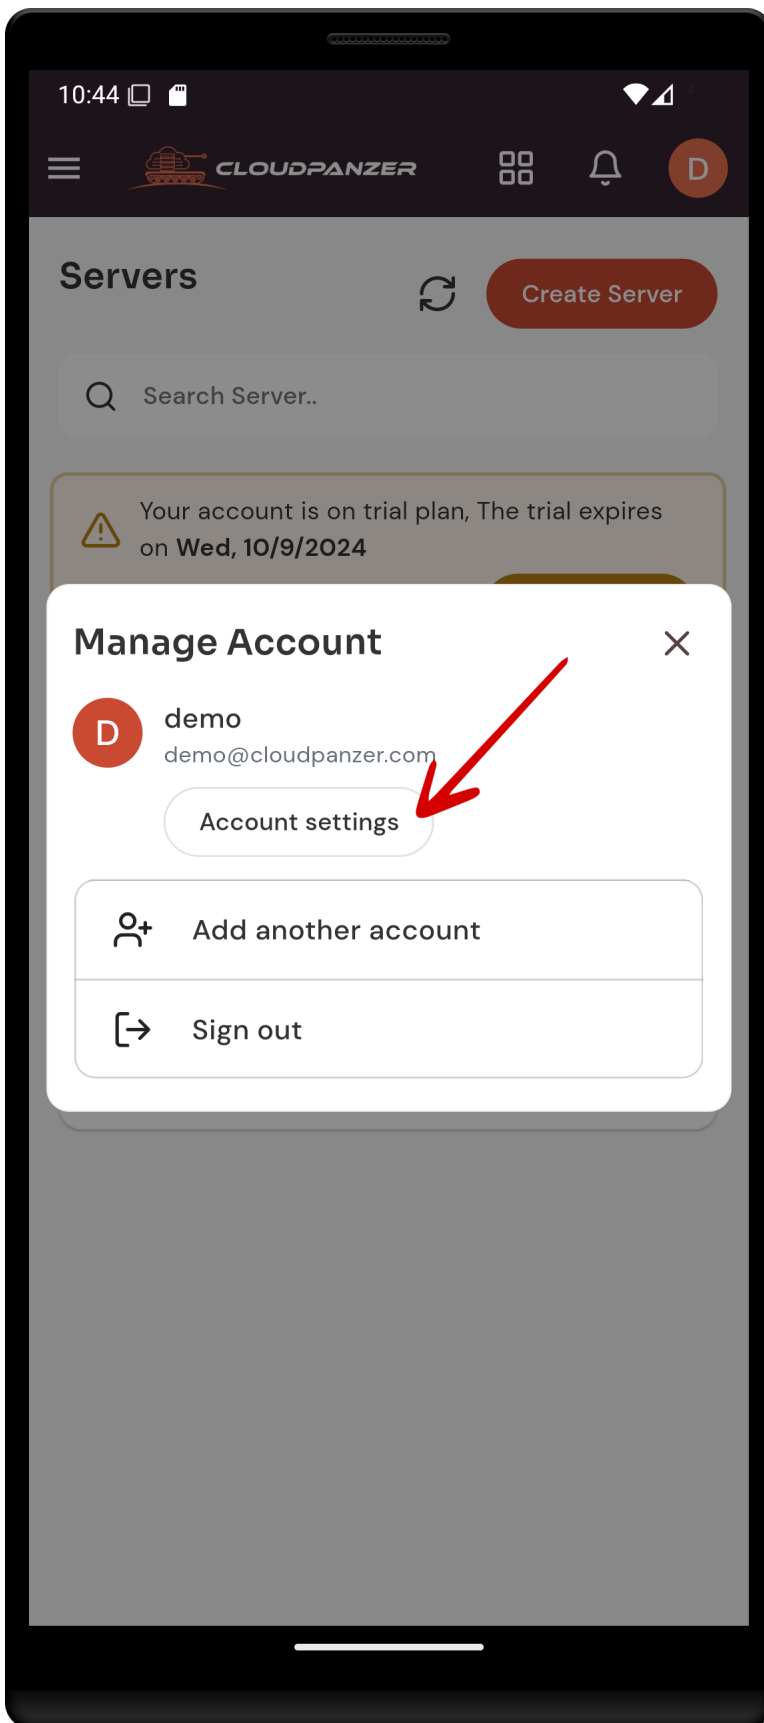 10:44
CLOUDPANZER
D
Servers
Create Server
Search Server..
Your account is on trial plan, The trial expires
on Wed, 10/9/2024
Manage Account
D
demo
demo@cloudpanzer.com
Account settings
Add another account
Sign out